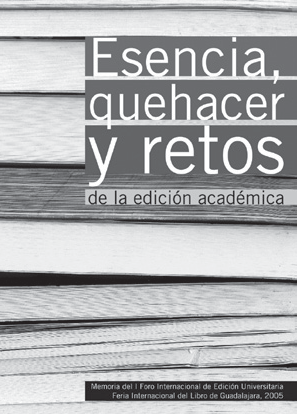 Esencia,
quehacer
y retos
de la edición académica
Memoria del I Foro Internacional de Edición Universitaria
Feria Internacional del Libro de Guadalajara, 2005